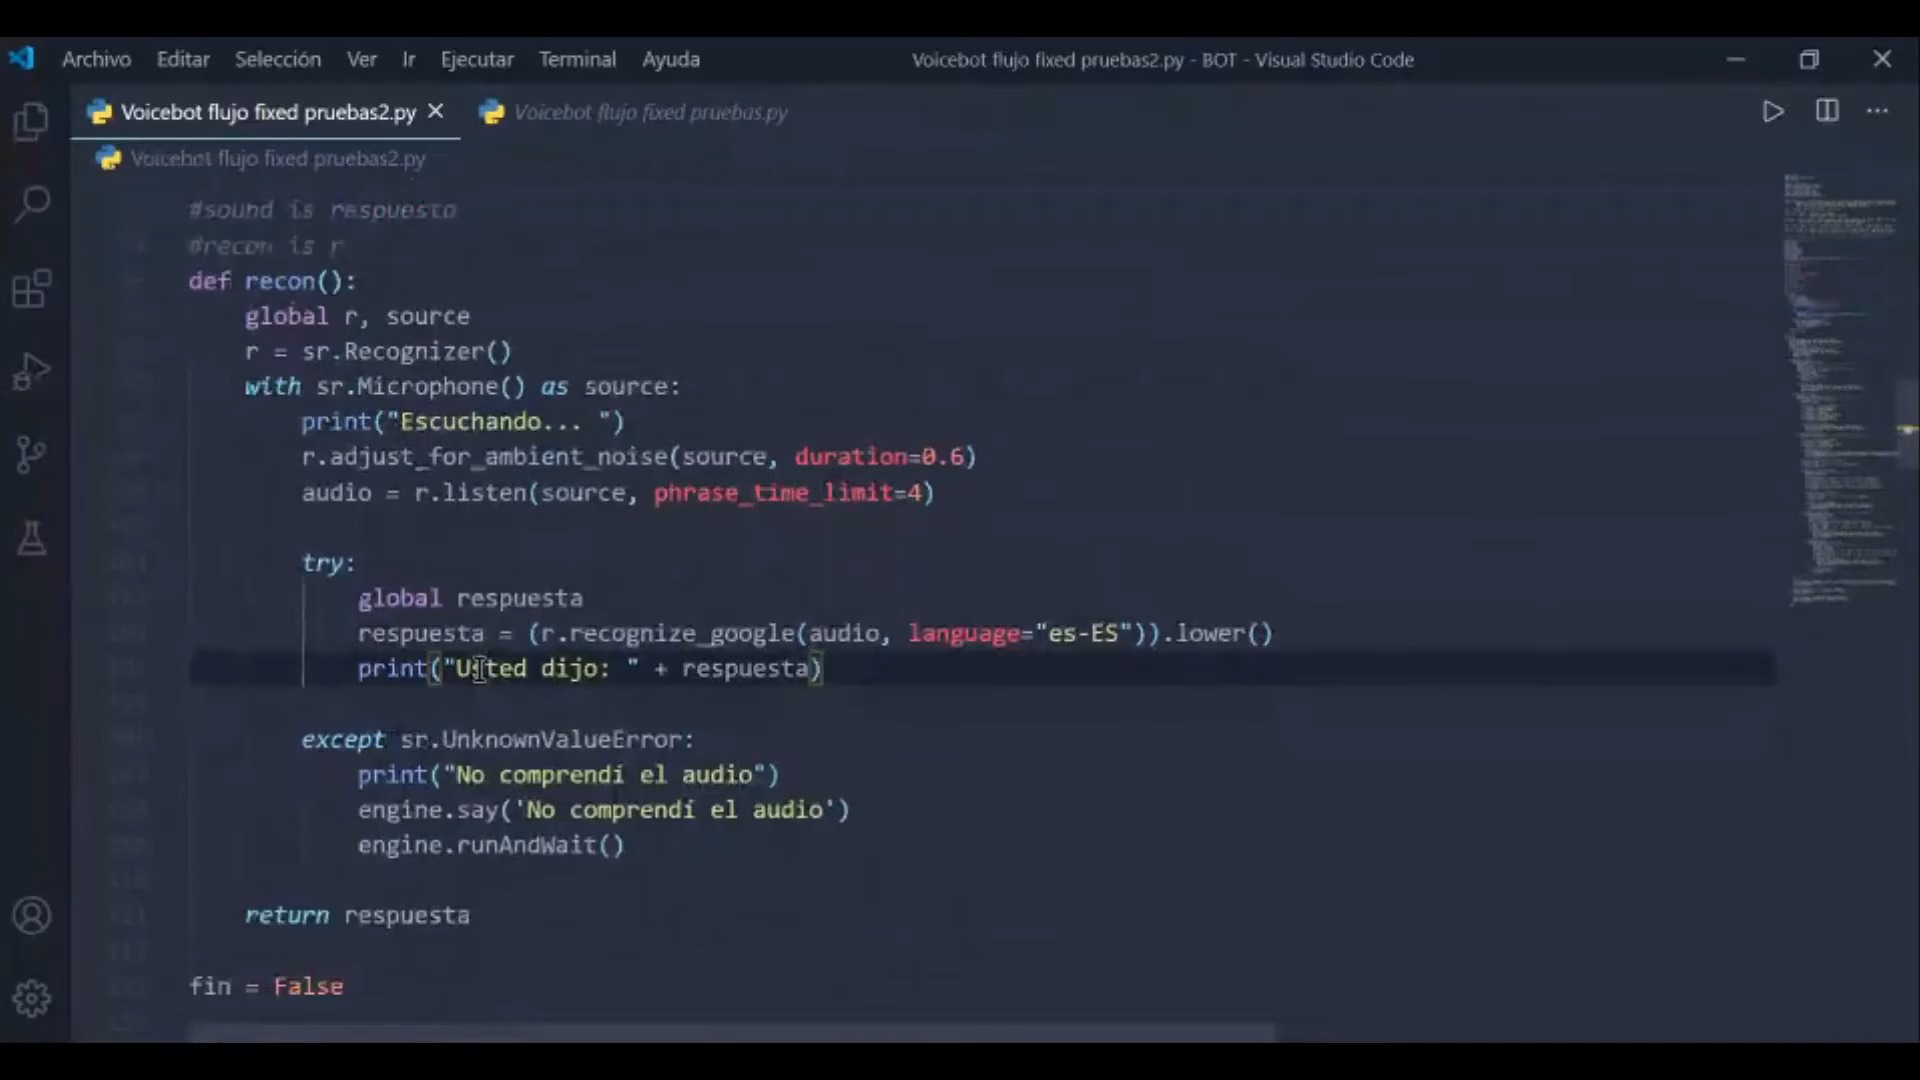 Archivo Editar Selección Ver Ir Ejecutar Terminal Ayuda Voicebot flujo fixed pruebas2.py - BOT - Visual Studio Code
Voicebot flujo fixed pruebas2.py Voicebot flujo fixed pruebas.py
Voicebot flujo fixed pruebas2.py
#sound is respuesta
#recon is r
def recon():
global r, source
r = sr.Recognizer()
with sr.Microphone() as source:
print("Escuchando... ")
r.adjust_for_ambient_noise(source, duration=0.6)
audio = r.listen(source, phrase_time_limit=4)
try:
global respuesta
respuesta = (r.recognize_google(audio, language="es-ES")).lower()
print("Usted dijo: " + respuesta)
except sr.UnknownValueError:
print("No comprendí el audio")
engine.say('No comprendí el audio')
engine.runAndWait()
return respuesta
fin = False